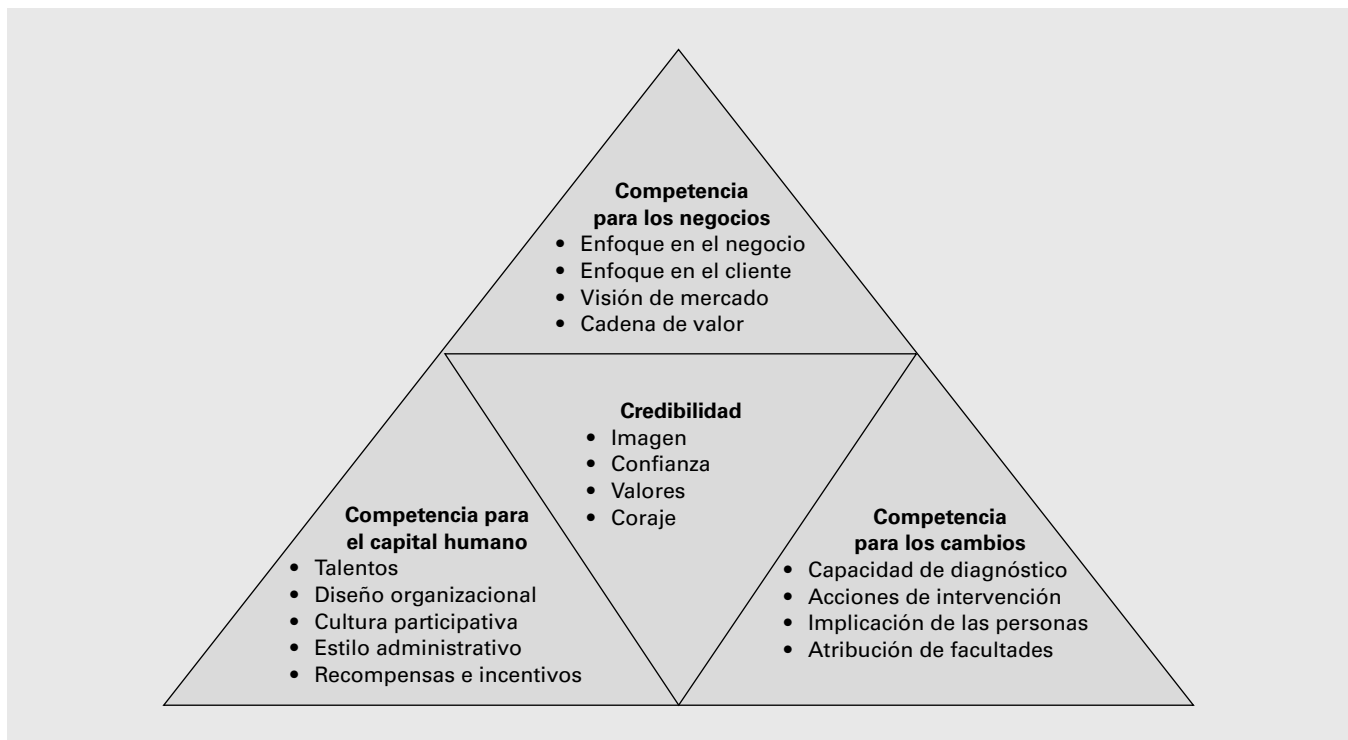 Competencia
para los negocios
• Enfoque en el negocio
• Enfoque en el cliente
• Visión de mercado
• Cadena de valor
Credibilidad
• Imagen
• Confianza
• Valores
• Coraje
Competencia para
el capital humano
• Talentos
• Diseño organizacional
• Cultura participativa
• Estilo administrativo
• Recompensas e incentivos
Competencia
para los cambios
• Capacidad de diagnóstico
• Acciones de intervención
• Implicación de las personas
• Atribución de facultades